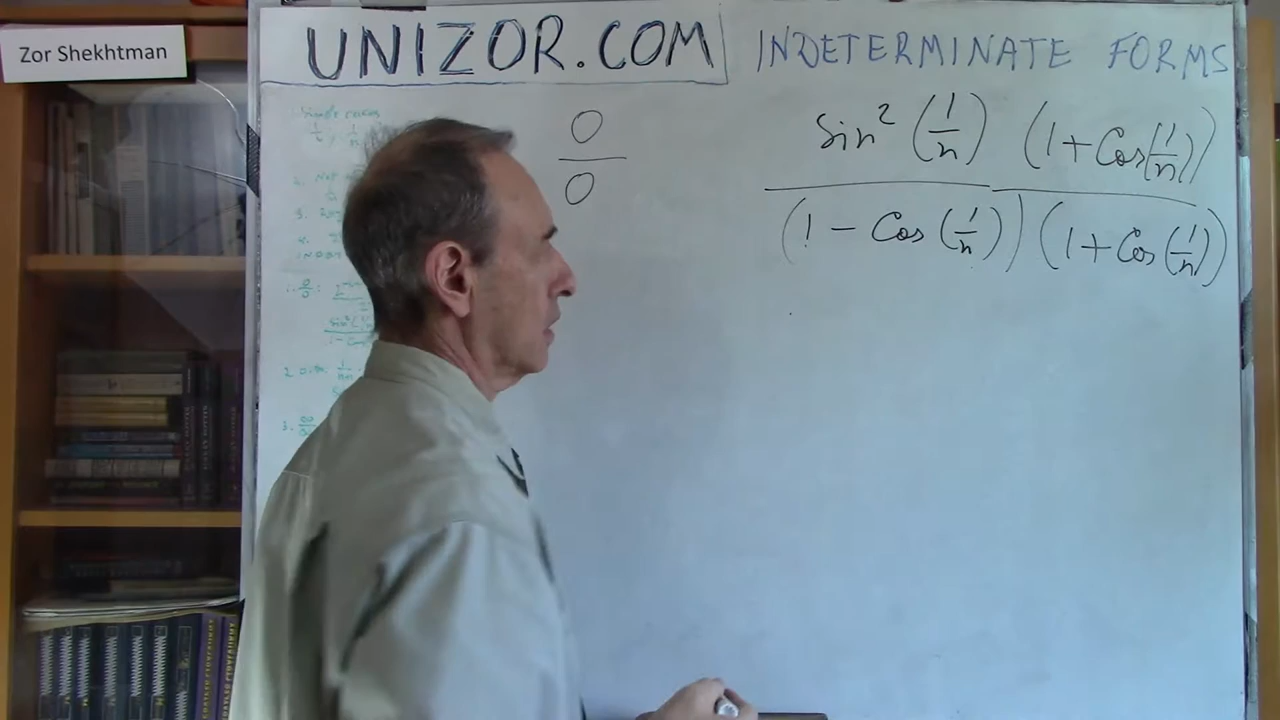 Zor Shekhtman
UNIZOR.COM
INDETERMINATE FORMS
0
0
Sin² (1/n) (1+Cos(1/n))
(1 - Cos (1/n)) (1+Cos(1/n))